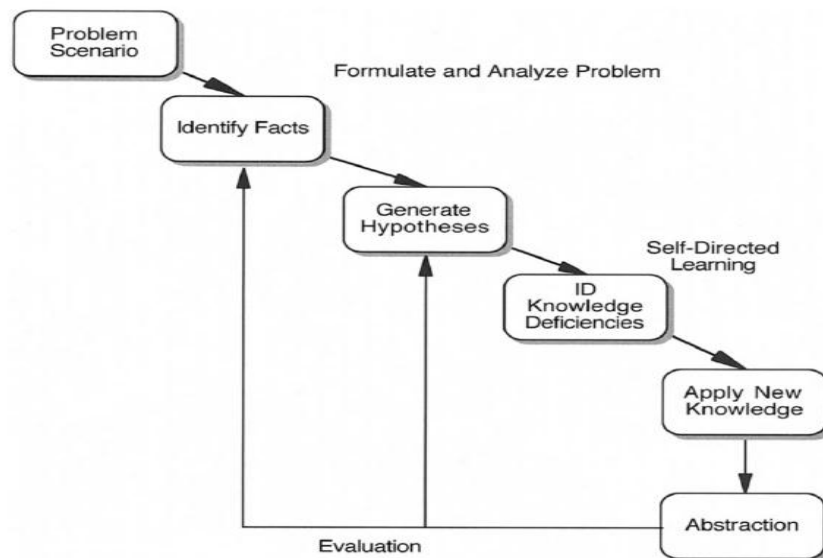 Problem
Scenario
Formulate and Analyze Problem
Identify Facts
Generate
Hypotheses
Self-Directed
Learning
ID
Knowledge
Deficiencies
Apply New
Knowledge
Abstraction
Evaluation